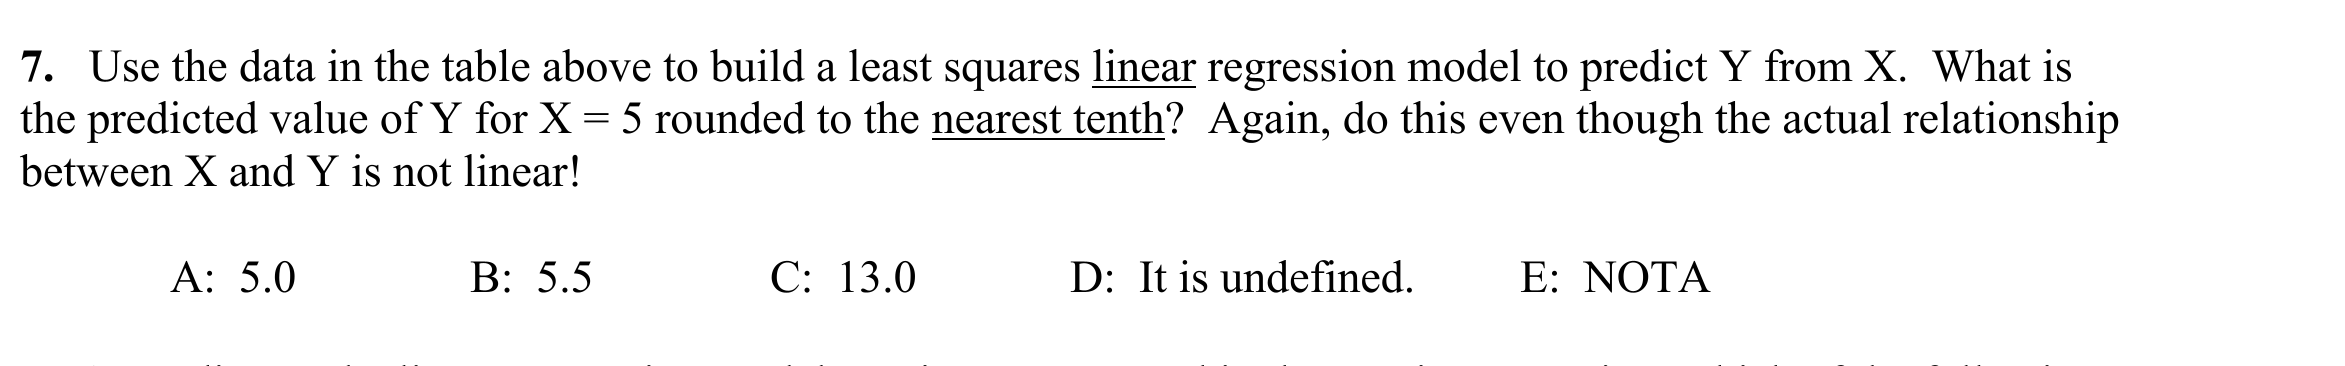 7. Use the data in the table above to build a least squares linear regression model to predict Y from X. What is
the predicted value of Y for X = 5 rounded to the nearest tenth? Again, do this even though the actual relationship
between X and Y is not linear!
A: 5.0 B: 5.5 C: 13.0 D: It is undefined. E: NOTA